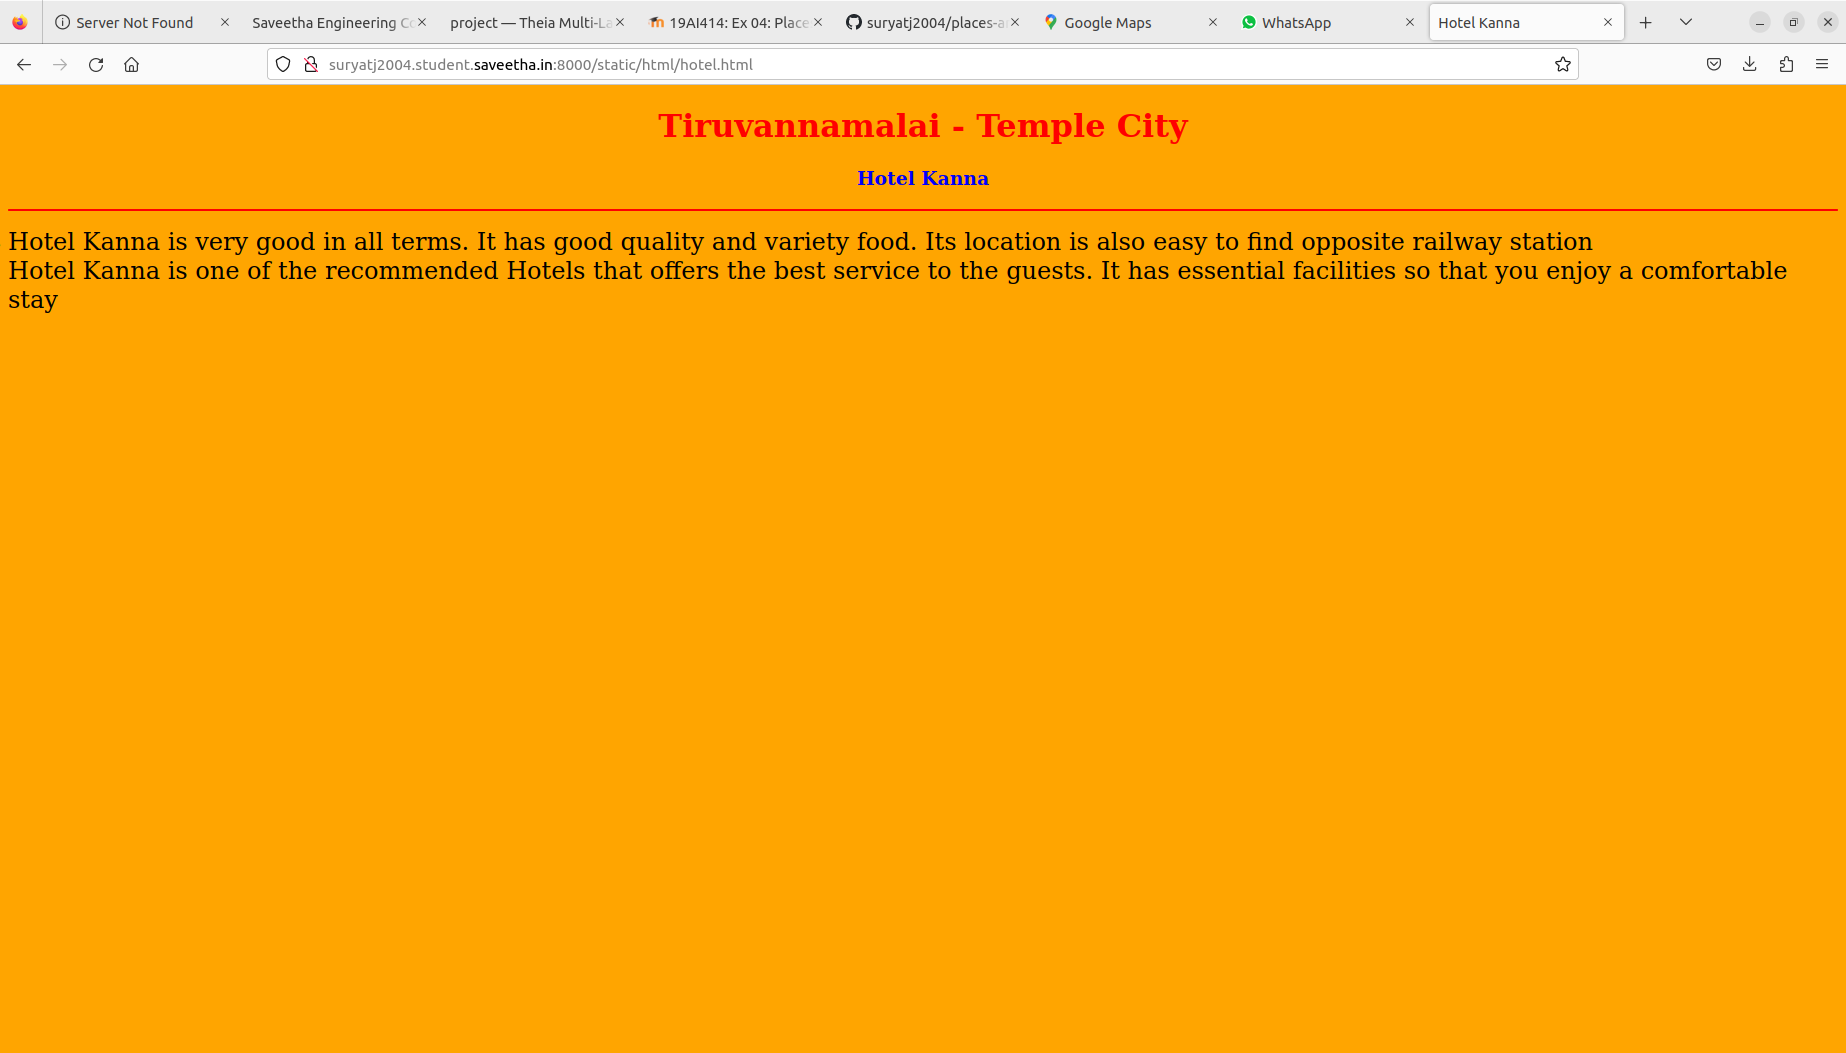 Server Not Found
Saveetha Engineering
project — Theia Multi-
19AI414: Ex 04: Place
suryatj2004/places-
Google Maps
WhatsApp
Hotel Kanna
suryatj2004.student.saveetha.in:8000/static/html/hotel.html
Tiruvannamalai - Temple City
Hotel Kanna
Hotel Kanna is very good in all terms. It has good quality and variety food. Its location is also easy to find opposite railway station
Hotel Kanna is one of the recommended Hotels that offers the best service to the guests. It has essential facilities so that you enjoy a comfortable
stay